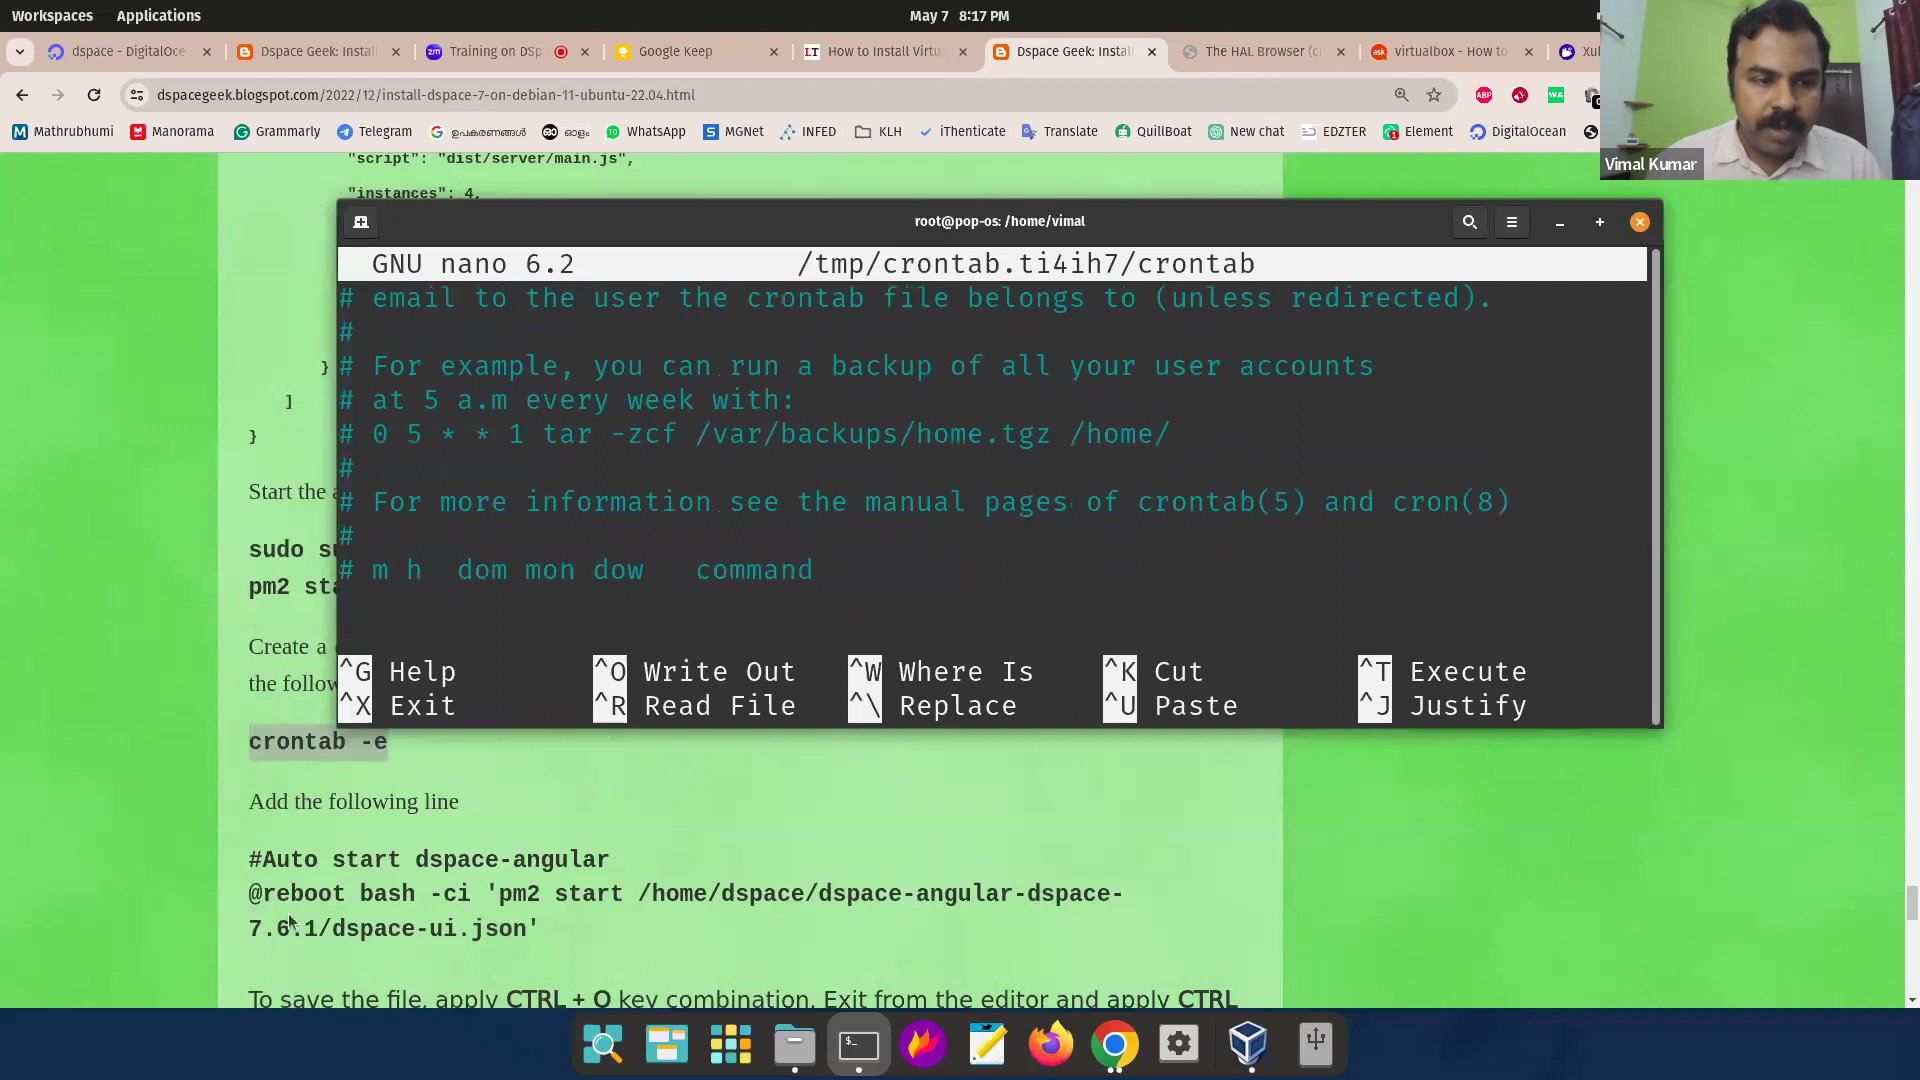 Workspaces Applications May 7 8:17 PM
dspace - DigitalOce Dspace Geek: Instal Training on DSp Google Keep How to Install Virtu Dspace Geek: Instal The HAL Browser (c virtualbox - How to Xu
dspacegeek.blogspot.com/2022/12/install-dspace-7-on-debian-11-ubuntu-22.04.html
Mathrubhumi Manorama Grammarly Telegram ഉപകരണങ്ങൾ ഓളം WhatsApp MGNet INFED KLH iThenticate Translate QuillBoat New chat EDZTER Element DigitalOcean
Vimal Kumar
"script": "dist/server/main.js",
"instances": 4,
root@pop-os: /home/vimal
GNU nano 6.2 /tmp/crontab.ti4ih7/crontab
# email to the user the crontab file belongs to (unless redirected).
#
# For example, you can run a backup of all your user accounts
} 
# at 5 a.m every week with:
]
# 0 5 * * 1 tar -zcf /var/backups/home.tgz /home/
}
#
# For more information see the manual pages of crontab(5) and cron(8)
#
# m h dom mon dow command
^G Help ^O Write Out ^W Where Is ^K Cut ^T Execute
^X Exit ^R Read File ^\ Replace ^U Paste ^J Justify
Start the
sudo su
pm2 sta
Create a
the follow
crontab -e
Add the following line
#Auto start dspace-angular
@reboot bash -ci 'pm2 start /home/dspace/dspace-angular-dspace-
7.6.1/dspace-ui.json'
To save the file, apply CTRL + O key combination. Exit from the editor and apply CTRL